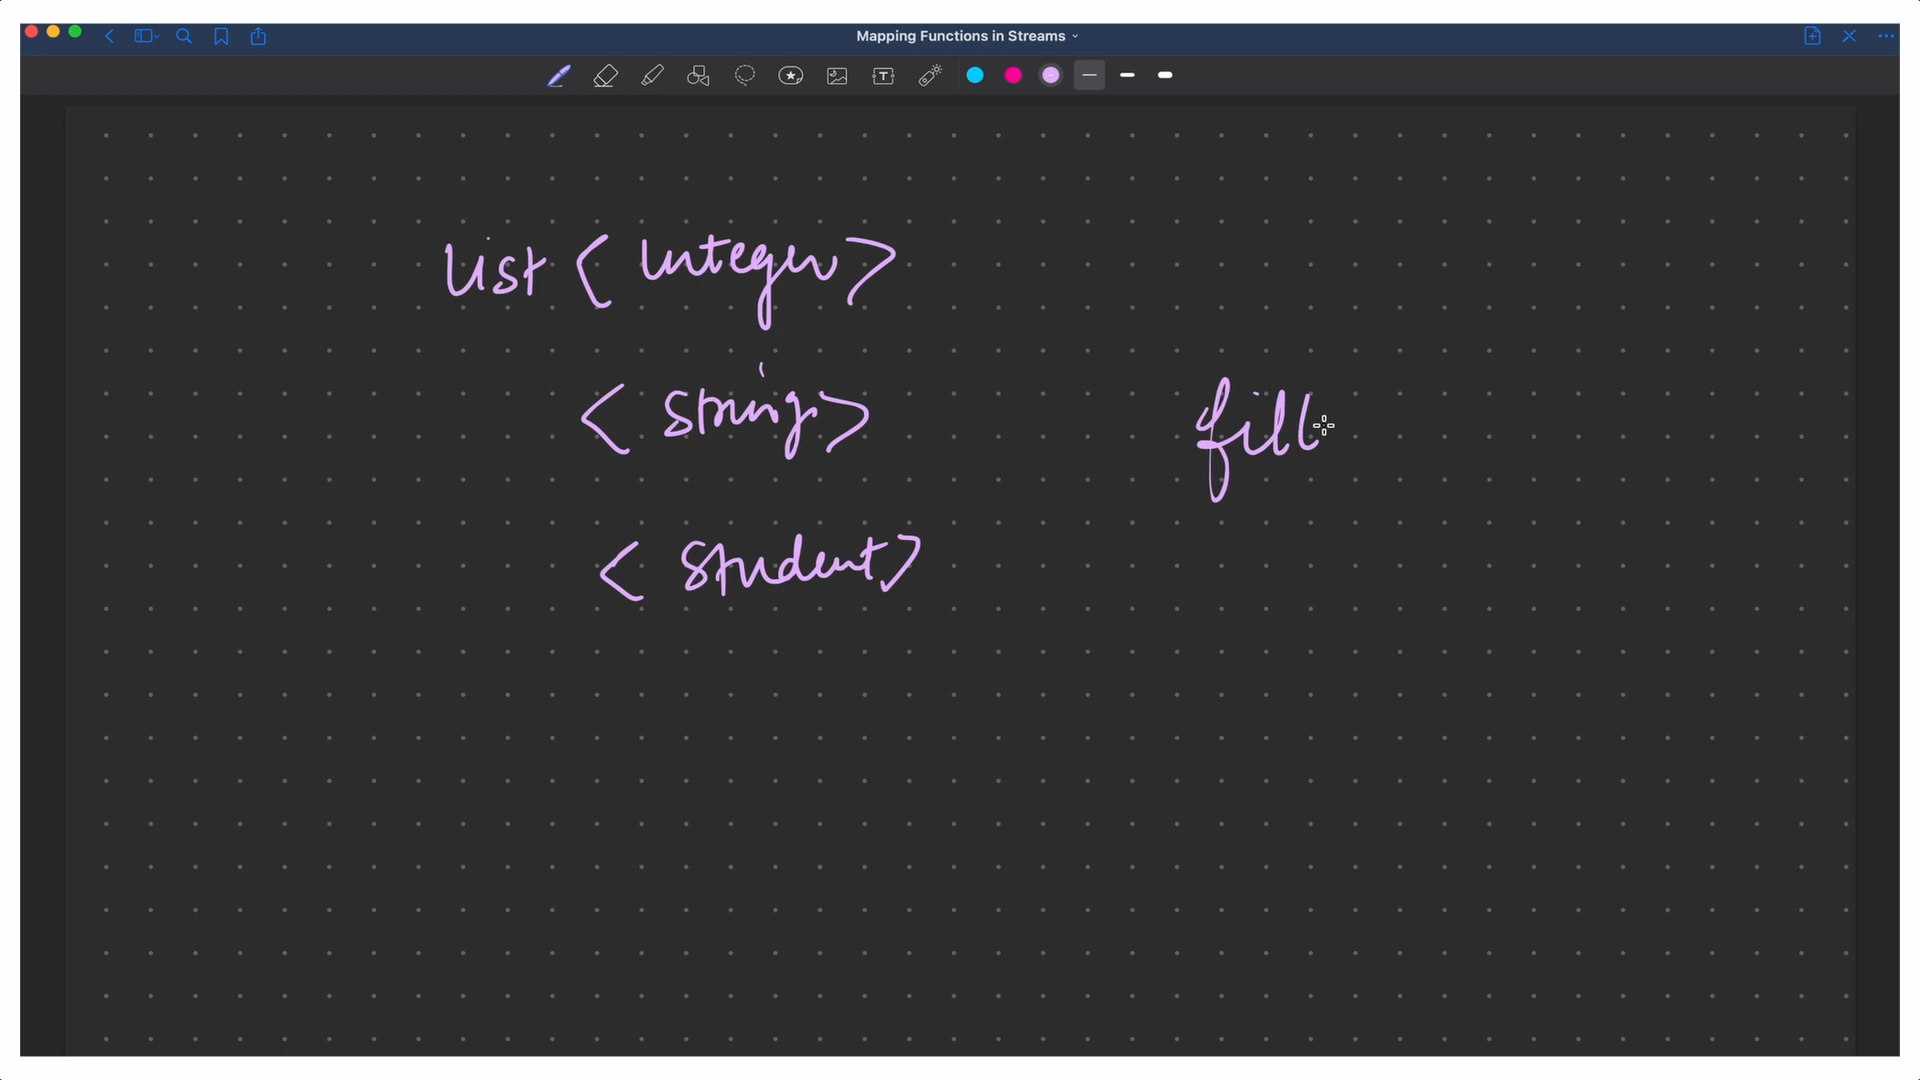 Mapping Functions in Streams
List < Integer >
< String >
fill
< Student >